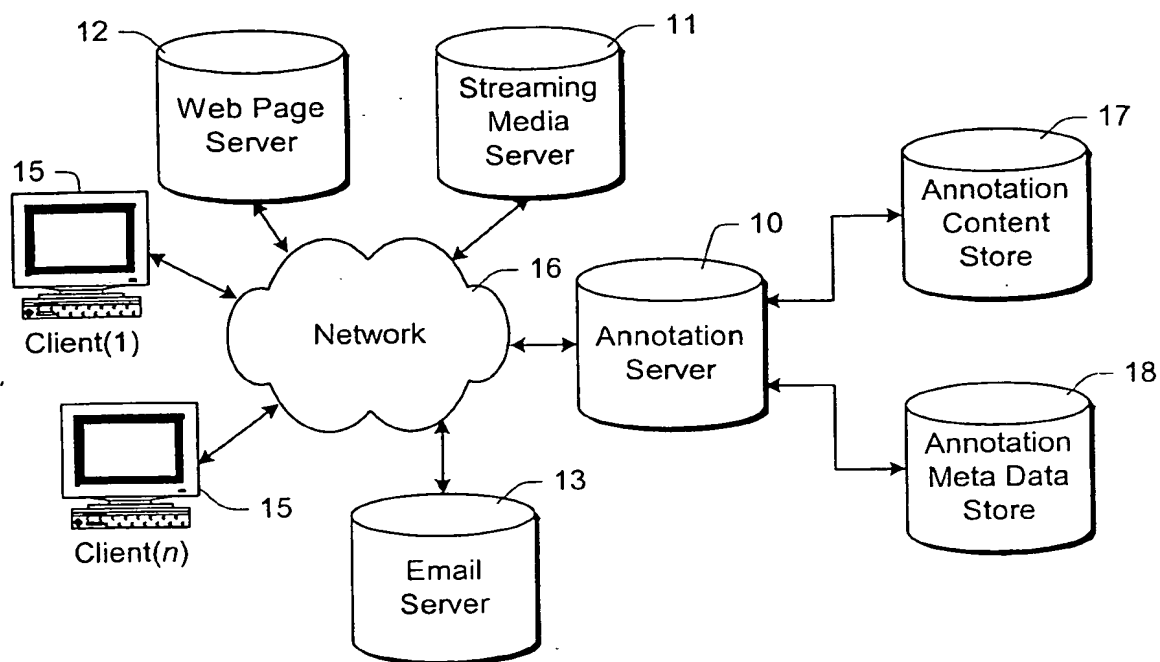 12
Web Page
Server
11
Streaming
Media
Server
15
Client(1)
16
Network
10
Annotation
Server
17
Annotation
Content
Store
18
Annotation
Meta Data
Store
15
Client(n)
13
Email
Server